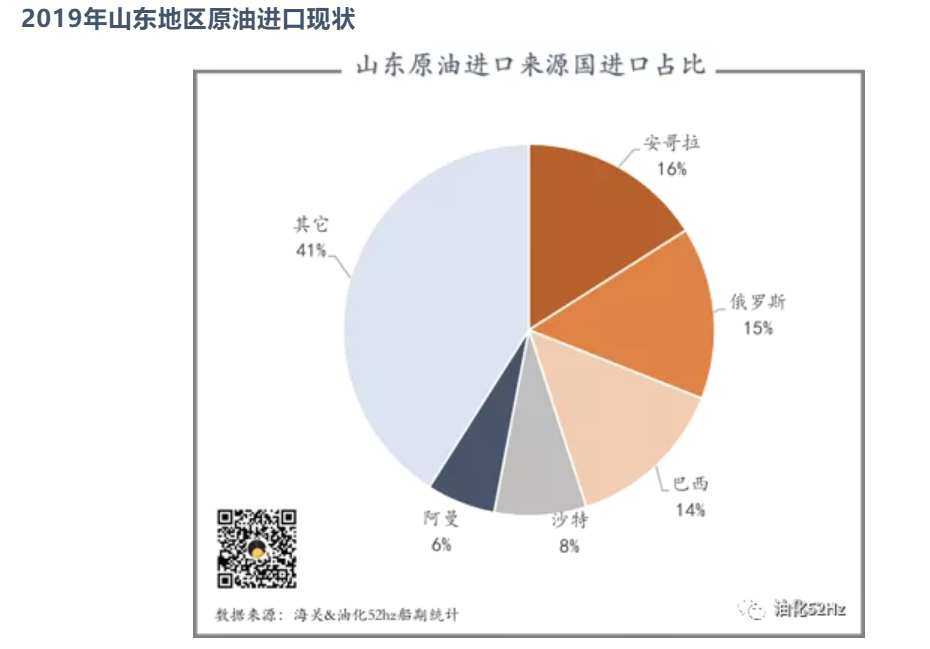 2019年山东地区原油进口现状
山东原油进口来源国进口占比
安哥拉
16%
其它
41%
俄罗斯
15%
巴西
14%
阿曼
6%
沙特
8%
数据来源：海关&油化52hz船期统计
油化52Hz